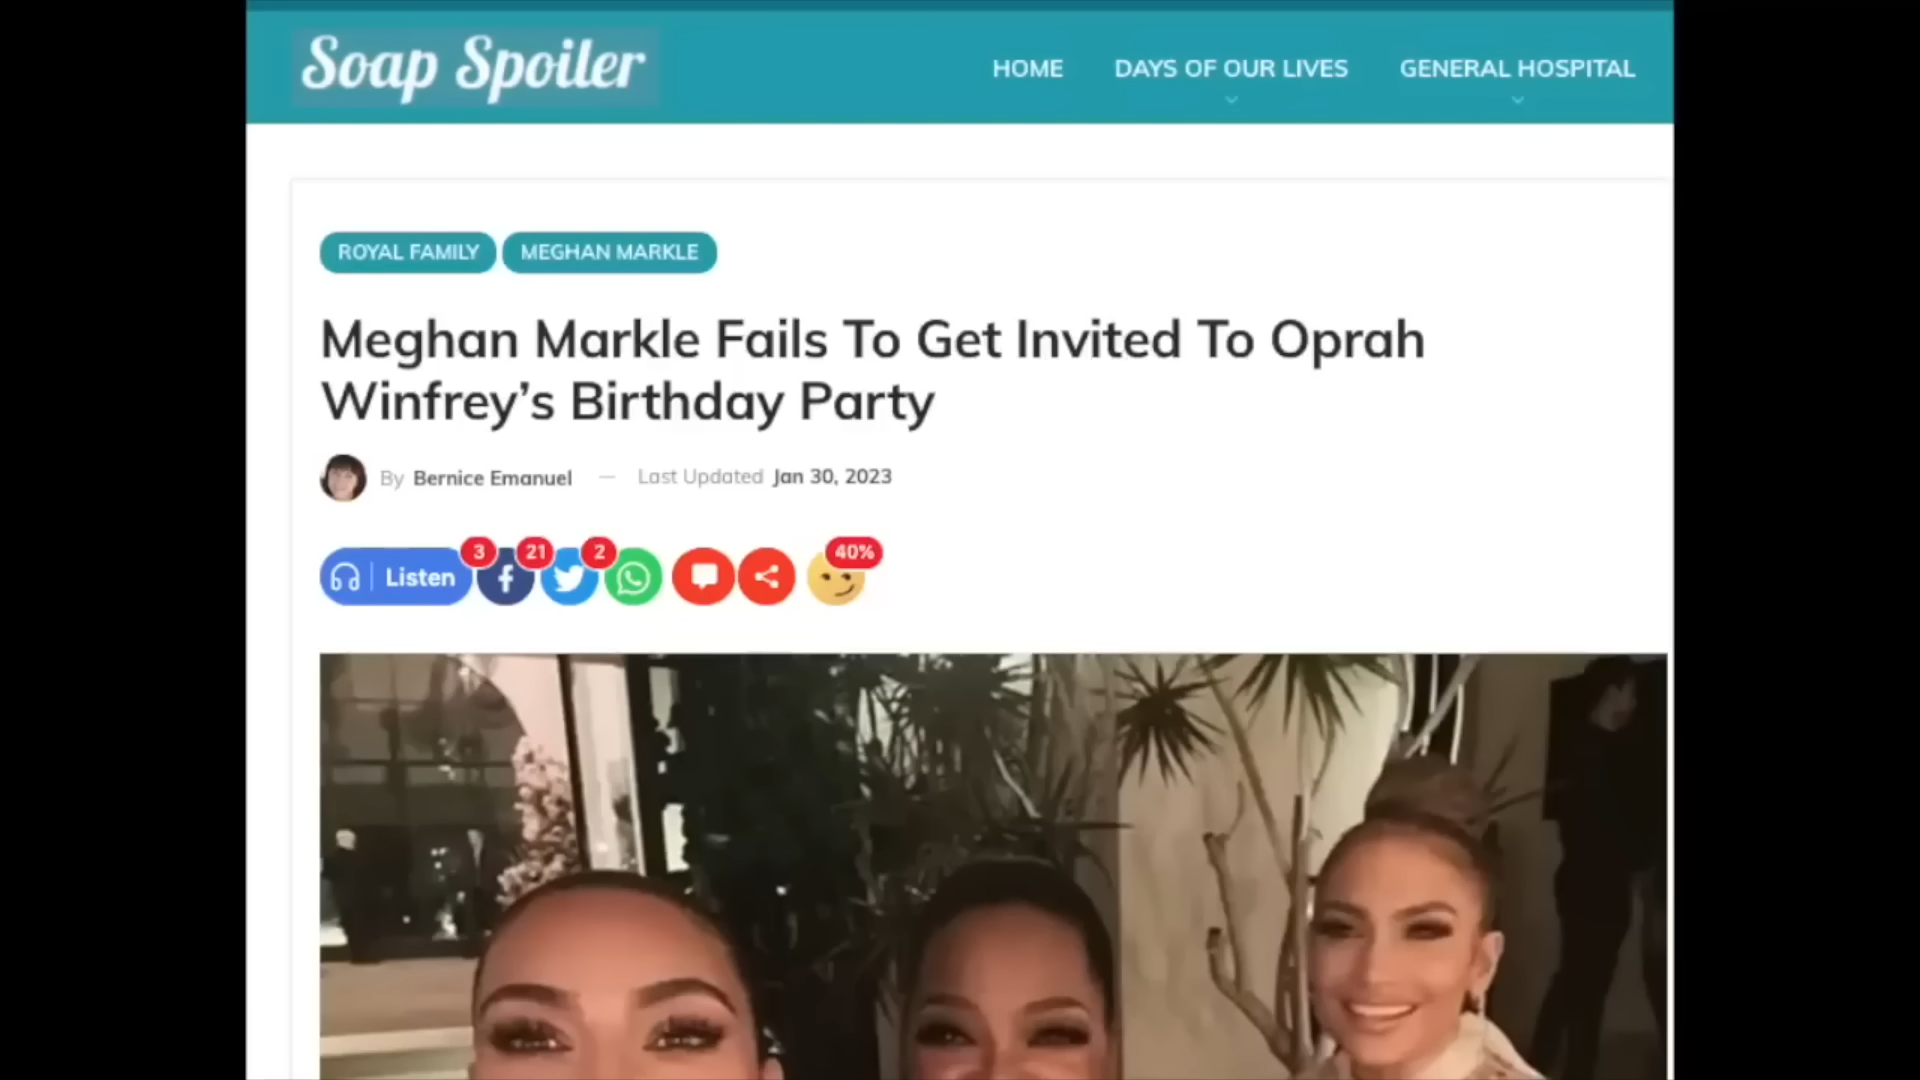 Soap Spoiler
HOME DAYS OF OUR LIVES GENERAL HOSPITAL
ROYAL FAMILY MEGHAN MARKLE
Meghan Markle Fails To Get Invited To Oprah
Winfrey’s Birthday Party
By Bernice Emanuel — Last Updated Jan 30, 2023
Listen 3 21 2 40%